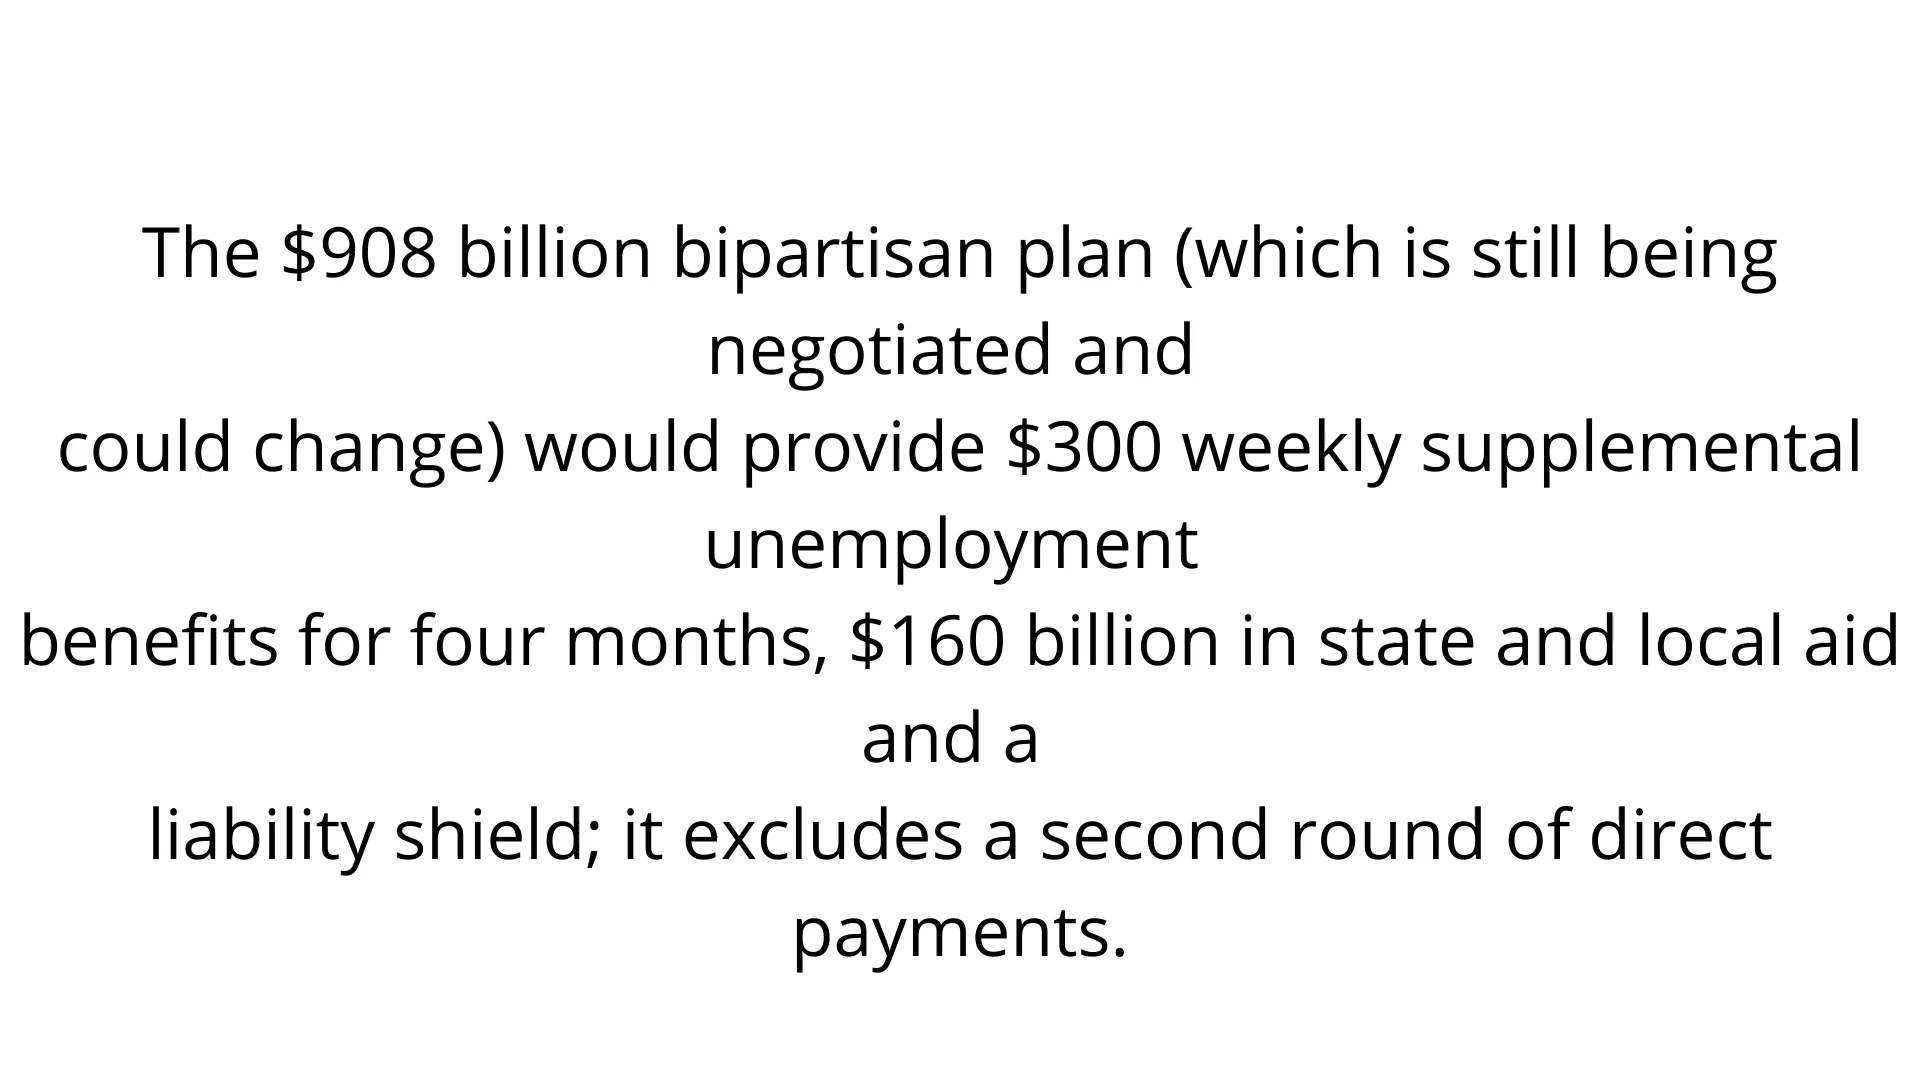 The $908 billion bipartisan plan (which is still being
negotiated and
could change) would provide $300 weekly supplemental
unemployment
benefits for four months, $160 billion in state and local aid
and a
liability shield; it excludes a second round of direct
payments.